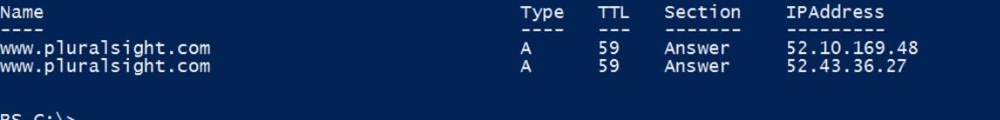 Name Type TTL Section IPAddress
---- ---- --- ------- ---------
www.pluralsight.com A 59 Answer 52.10.169.48
www.pluralsight.com A 59 Answer 52.43.36.27
PS C:\>